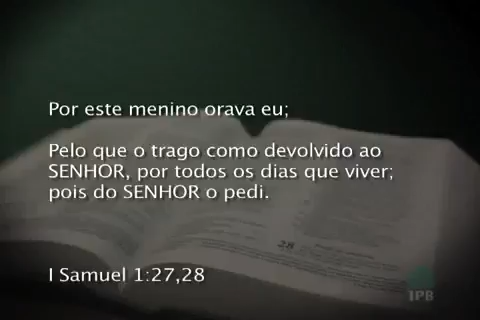 Por este menino orava eu;
Pelo que o trago como devolvido ao
SENHOR, por todos os dias que viver;
pois do SENHOR o pedi.
28
I Samuel 1:27,28
IPB